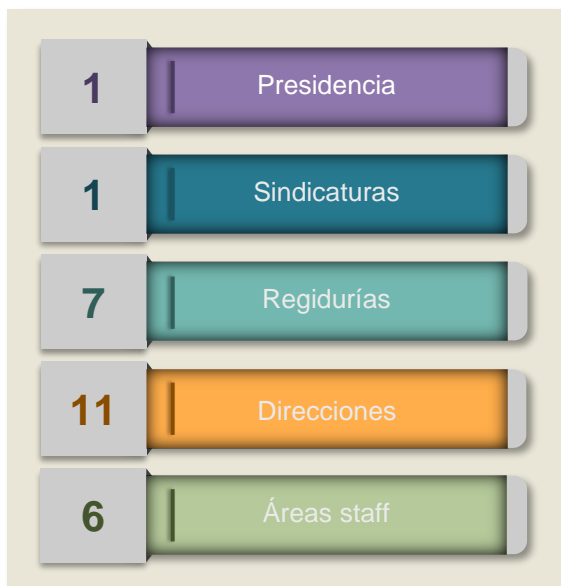 1 Presidencia
1 Sindicaturas
7 Regidurías
11 Direcciones
6 Áreas staff